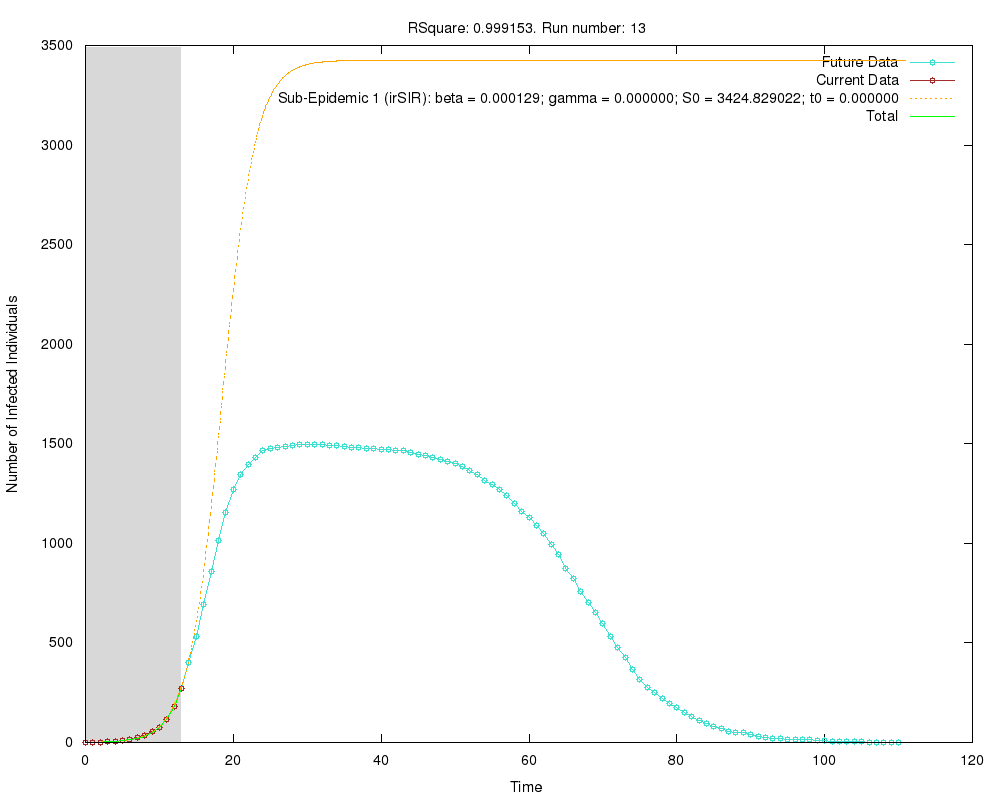 RSquare: 0.999153. Run number: 13
3500
3000
2500
2000
1500
1000
500
0
Number of Infected Individuals
Future Data
Current Data
Sub-Epidemic 1 (irSIR): beta = 0.000129; gamma = 0.000000; S0 = 3424.829022; t0 = 0.000000
Total
0 20 40 60 80 100 120
Time